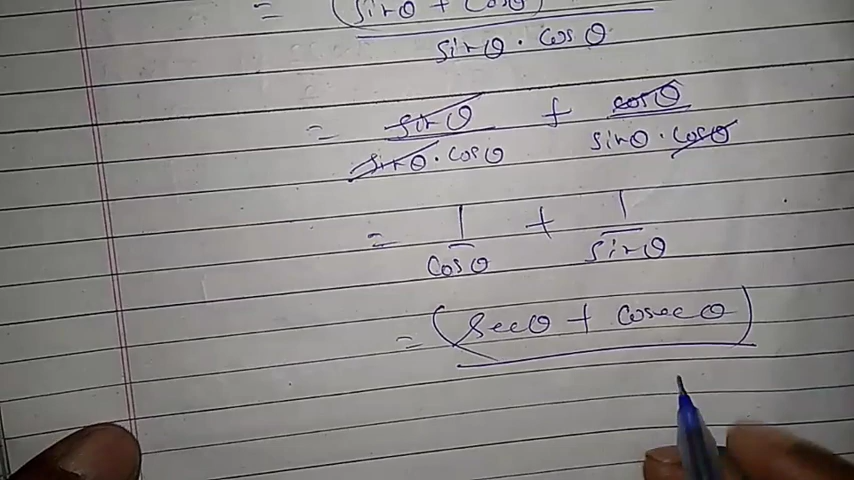 = (sinθ + cosθ)
sinθ · cosθ
= sinθ / sinθ · cosθ + cosθ / sinθ · cosθ
= 1 / cosθ + 1 / sinθ
= (secθ + cosecθ)